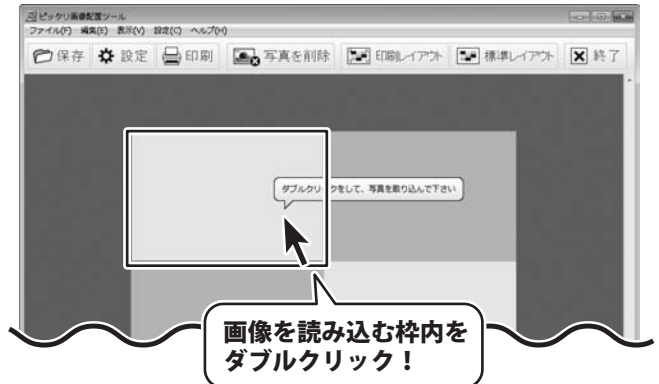 ピッタリ画像配置ツール
ファイル(F) 編集(E) 表示(V) 設定(C) ヘルプ(H)
保存 設定 印刷 写真を削除 印刷レイアウト 標準レイアウト 終了
ダブルクリックをして、写真を取り込んで下さい
画像を読み込む枠内を
ダブルクリック！